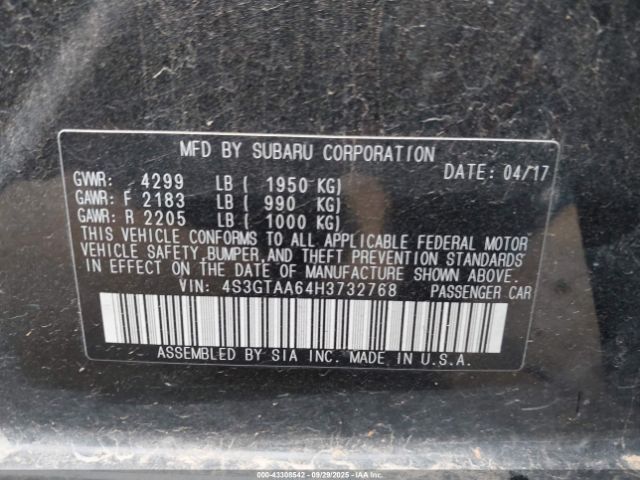 MFD BY SUBARU CORPORATION
DATE: 04/17
GVWR: 4299 LB ( 1950 KG)
GAWR: F 2183 LB ( 990 KG)
GAWR: R 2205 LB ( 1000 KG)
THIS VEHICLE CONFORMS TO ALL APPLICABLE FEDERAL MOTOR
VEHICLE SAFETY,BUMPER,AND THEFT PREVENTION STANDARDS
IN EFFECT ON THE DATE OF MANUFACTURE SHOWN ABOVE.
VIN: 4S3GTAA64H3732768 PASSENGER CAR
ASSEMBLED BY SIA INC. MADE IN U.S.A.
000-43308542 - 09/29/2025 - IAA